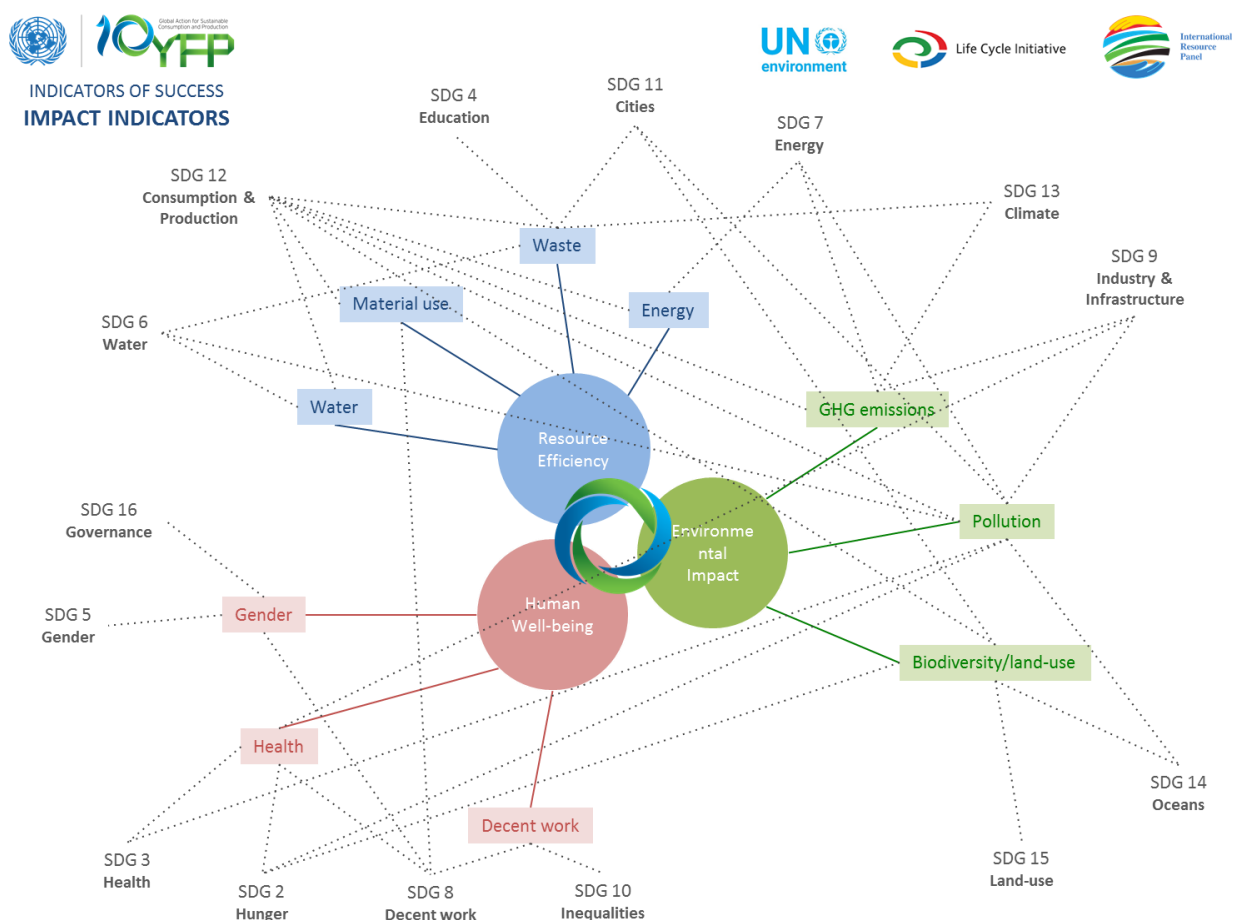 Global Action for Sustainable
Consumption and Production
10YFP
UN
environment
Life Cycle Initiative
International
Resource
Panel
INDICATORS OF SUCCESS
IMPACT INDICATORS
SDG 4
Education
SDG 11
Cities
SDG 7
Energy
SDG 12
Consumption &
Production
SDG 13
Climate
Waste
SDG 9
Industry &
Infrastructure
Material use
Energy
SDG 6
Water
Water
GHG emissions
Resource
Efficiency
SDG 16
Governance
Pollution
Environme
ntal
Impact
SDG 5
Gender
Gender
Human
Well-being
Biodiversity/land-use
Health
SDG 14
Oceans
Decent work
SDG 3
Health
SDG 2
Hunger
SDG 8
Decent work
SDG 10
Inequalities
SDG 15
Land-use